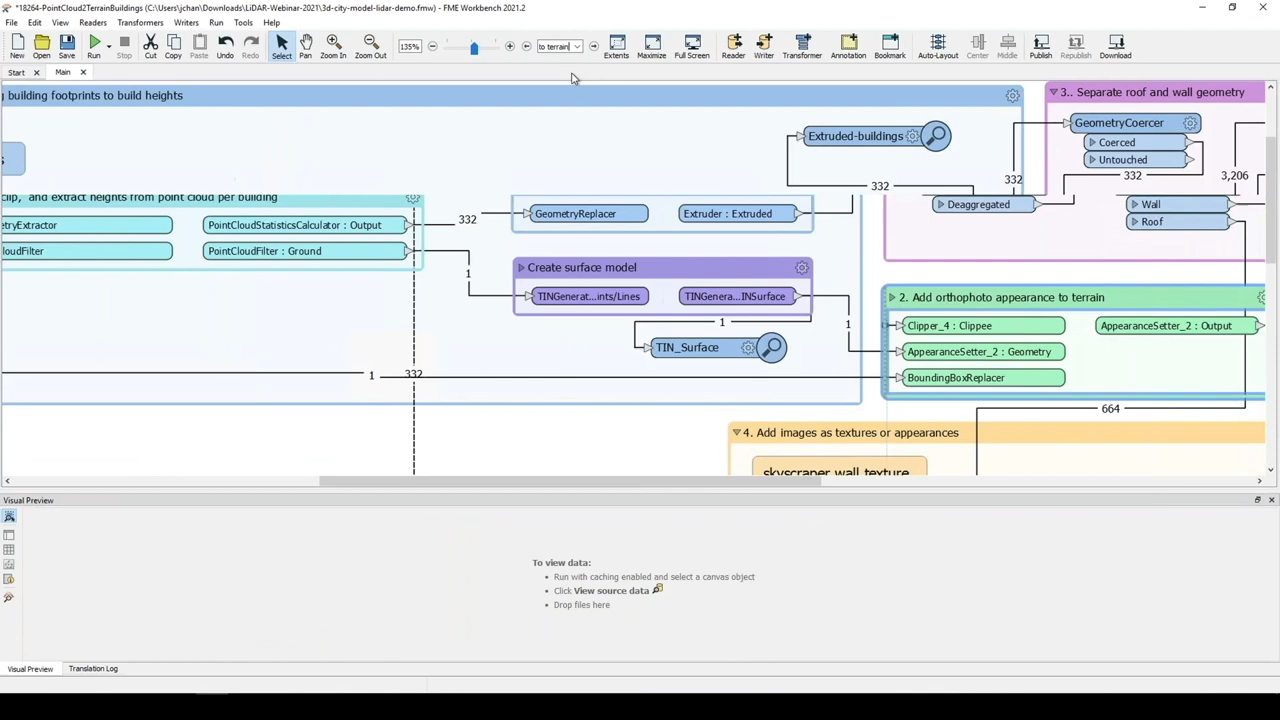 *18264-PointCloud2TerrainBuildings (C:\users\jchan\Downloads\LiDAR-Webinar-2021\3d-city-model-lidar-demo.fmw) - FME Workbench 2021.2
File Edit View Readers Transformers Writers Run Tools Help
135% to terrain
New Open Save Run Stop Cut Copy Paste Undo Redo Select Pan Zoom In Zoom Out Extents Maximize Full Screen Reader Writer Transformer Annotation Bookmark Auto-Layout Center Middle Publish Republish Download
Start Main
g building footprints to build heights
3.. Separate roof and wall geometry
GeometryCoercer
Extruded-buildings
Coerced
s
Untouched
332
332
332
3,206
clip, and extract heights from point cloud per building
Deaggregated
Wall
etryExtractor
PointCloudStatisticsCalculator : Output
332
GeometryReplacer
Extruder : Extruded
Roof
loudFilter
PointCloudFilter : Ground
1
Create surface model
TINGenerat...ints/Lines
TINGenera...INSurface
2. Add orthophoto appearance to terrain
1
1
Clipper_4 : Clippee
AppearanceSetter_2 : Output
TIN_Surface
AppearanceSetter_2 : Geometry
1
332
BoundingBoxReplacer
664
4. Add images as textures or appearances
skyscraper wall texture
Visual Preview
To view data:
• Run with caching enabled and select a canvas object
• Click View source data
• Drop files here
Visual Preview Translation Log